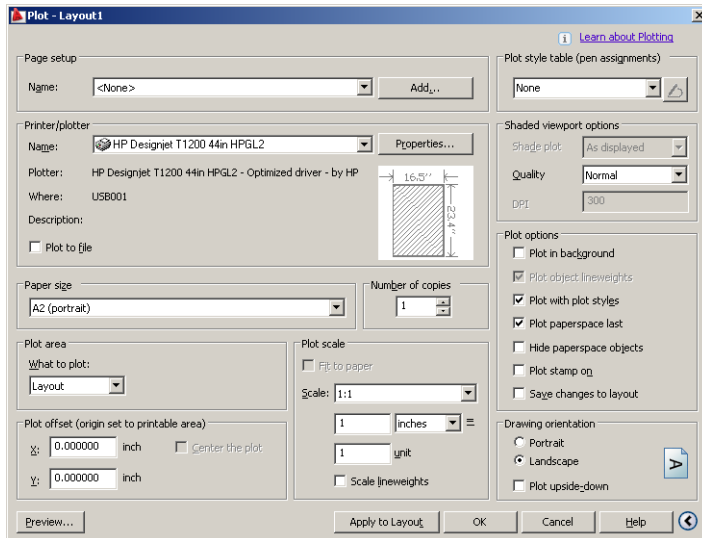 Plot - Layout1
Learn about Plotting
Page setup
Name:
<None>
Add...
Plot style table (pen assignments)
None
Printer/plotter
Name:
HP Designjet T1200 44in HPGL2
Properties...
Plotter:
HP Designjet T1200 44in HPGL2 - Optimized driver - by HP
Where:
USB001
Description:
Plot to file
16.5''
23.4''
Shaded viewport options
Shade plot
As displayed
Quality
Normal
DPI
300
Paper size
A2 (portrait)
Number of copies
1
Plot options
Plot in background
Plot object lineweights
Plot with plot styles
Plot paperspace last
Hide paperspace objects
Plot stamp on
Save changes to layout
Plot area
What to plot:
Layout
Plot scale
Fit to paper
Scale:
1:1
1
inches
=
1
unit
Scale lineweights
Plot offset (origin set to printable area)
X:
0.000000
inch
Center the plot
Y:
0.000000
inch
Drawing orientation
Portrait
Landscape
Plot upside-down
A
Preview...
Apply to Layout
OK
Cancel
Help